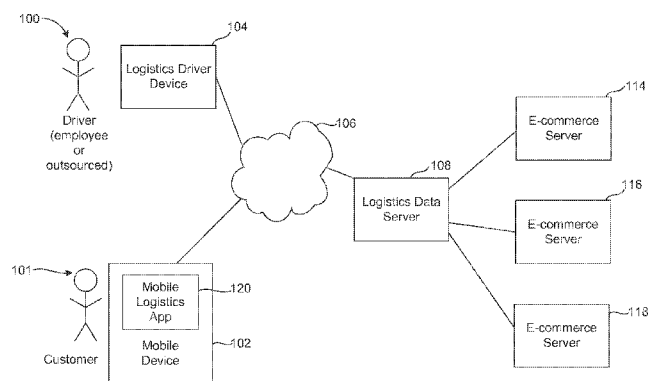 100
104
Logistics Driver
Device
Driver
(employee
or
outsourced)
106
108
Logistics Data
Server
114
E-commerce
Server
116
E-commerce
Server
118
E-commerce
Server
101
120
Mobile
Logistics
App
102
Mobile
Device
Customer